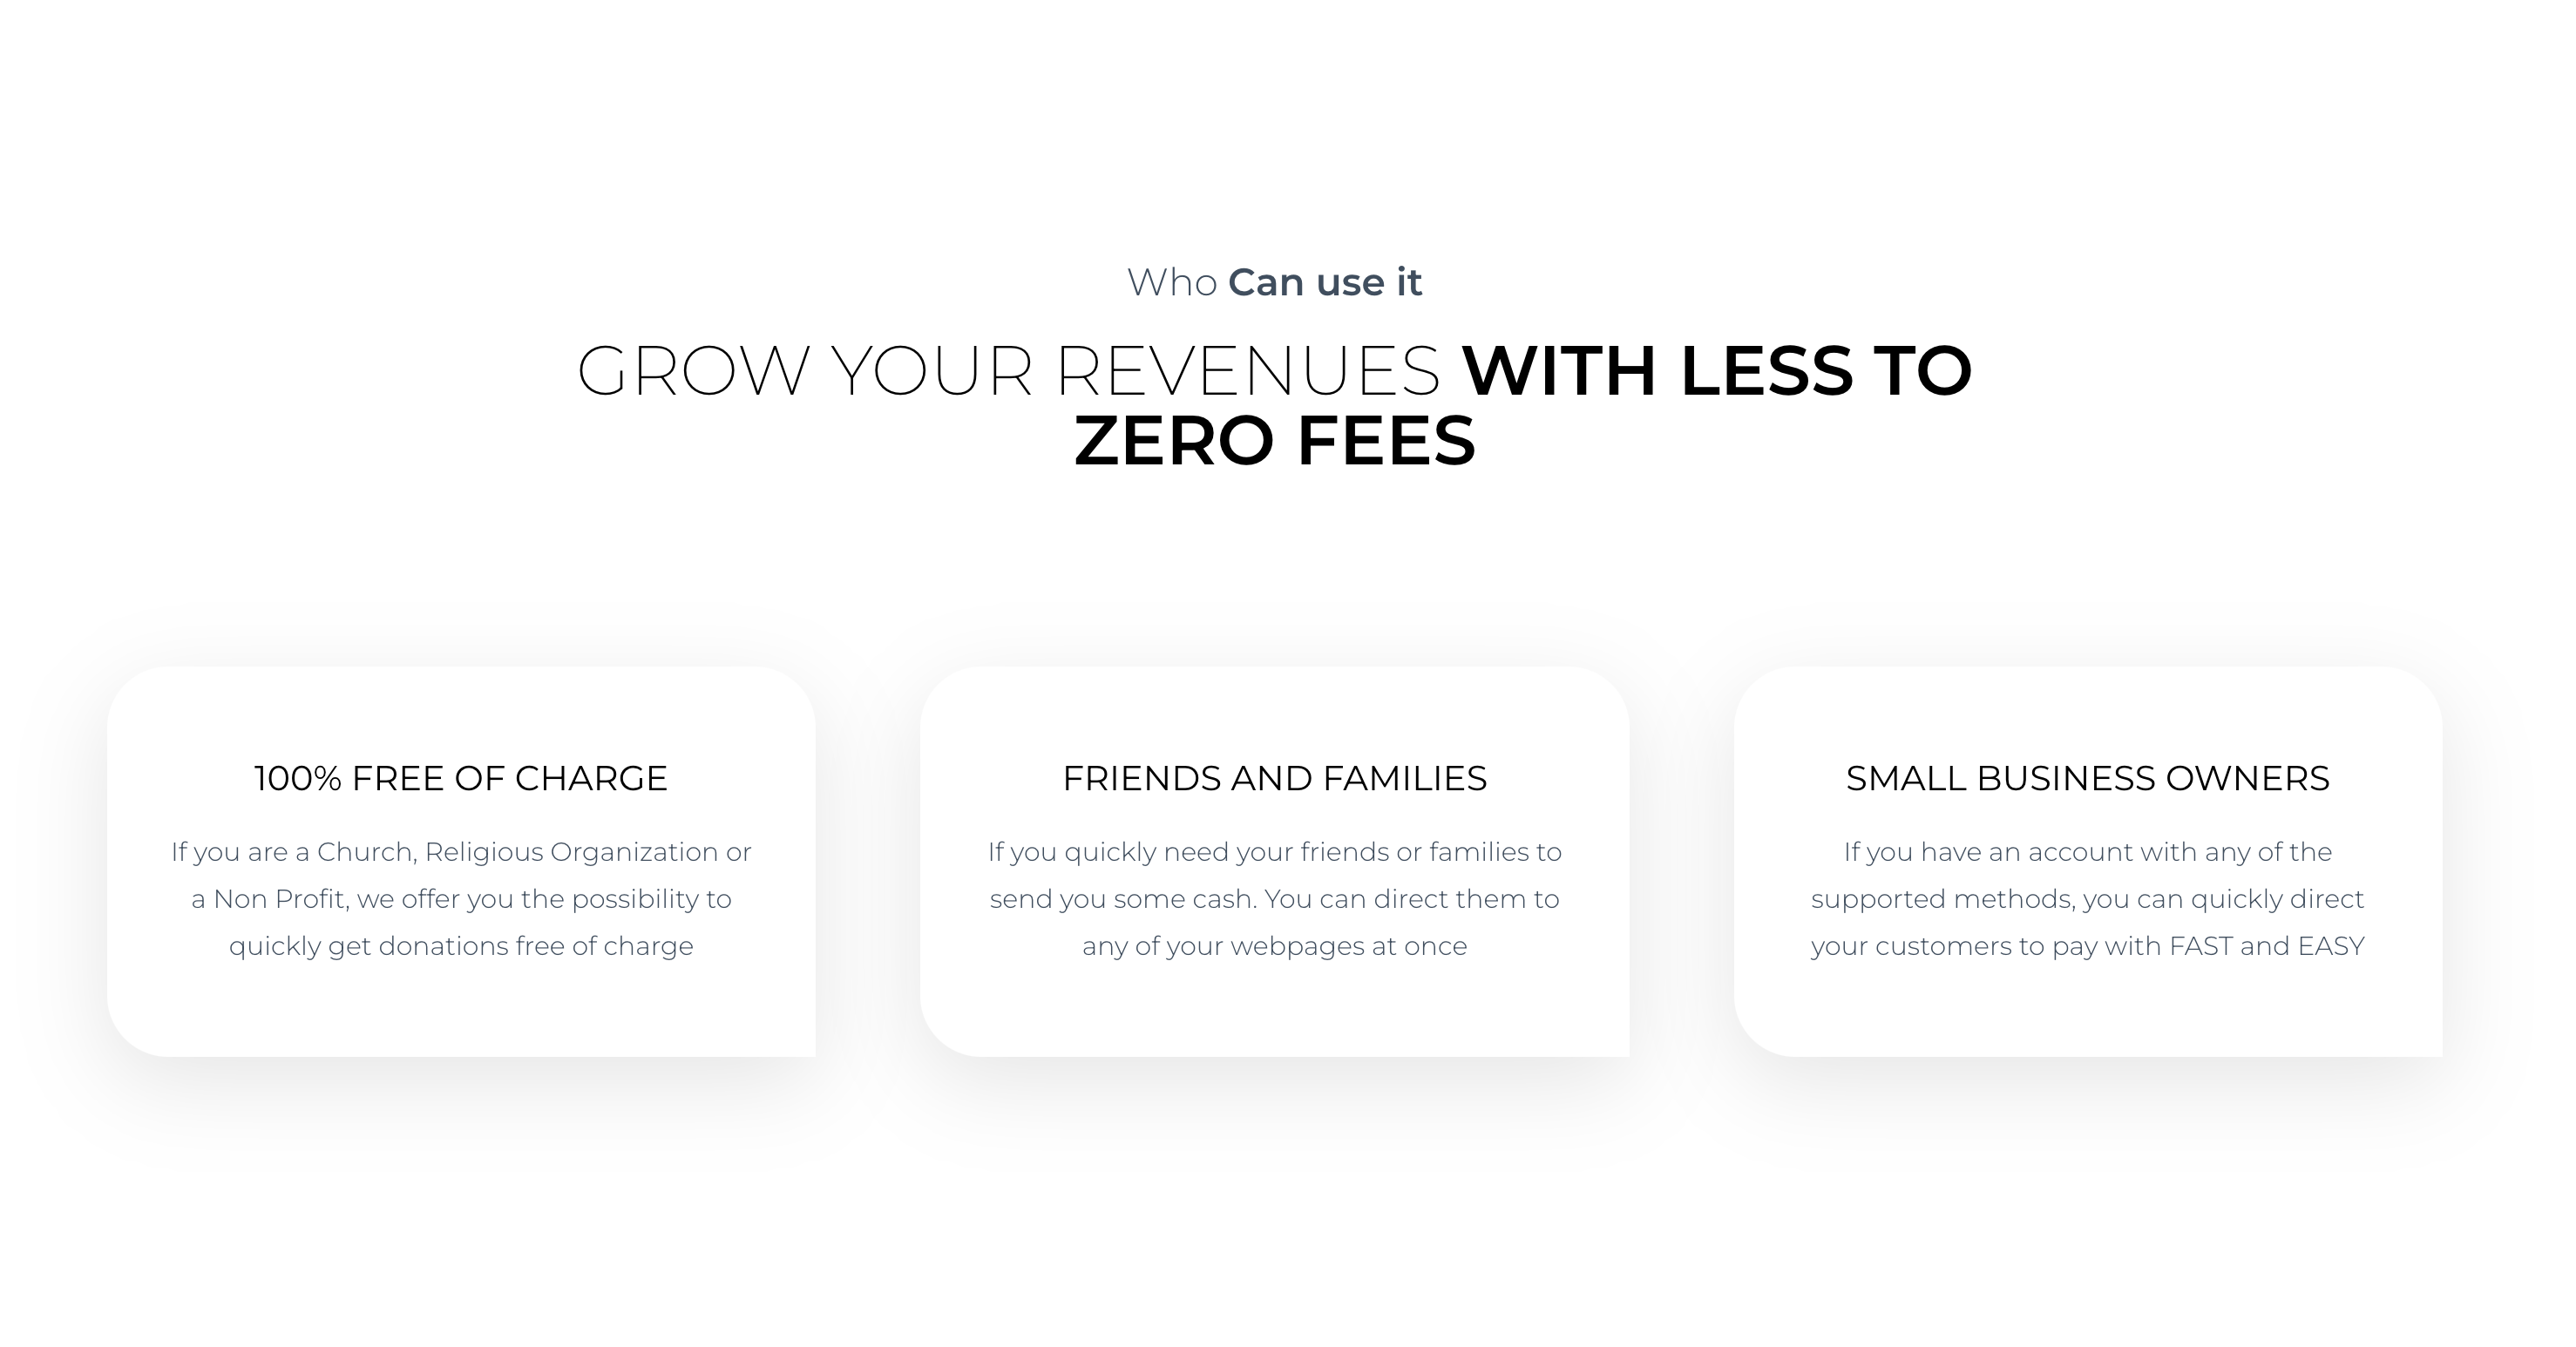 Who Can use it
GROW YOUR REVENUES WITH LESS TO
ZERO FEES
100% FREE OF CHARGE
If you are a Church, Religious Organization or
a Non Profit, we offer you the possibility to
quickly get donations free of charge
FRIENDS AND FAMILIES
If you quickly need your friends or families to
send you some cash. You can direct them to
any of your webpages at once
SMALL BUSINESS OWNERS
If you have an account with any of the
supported methods, you can quickly direct
your customers to pay with FAST and EASY